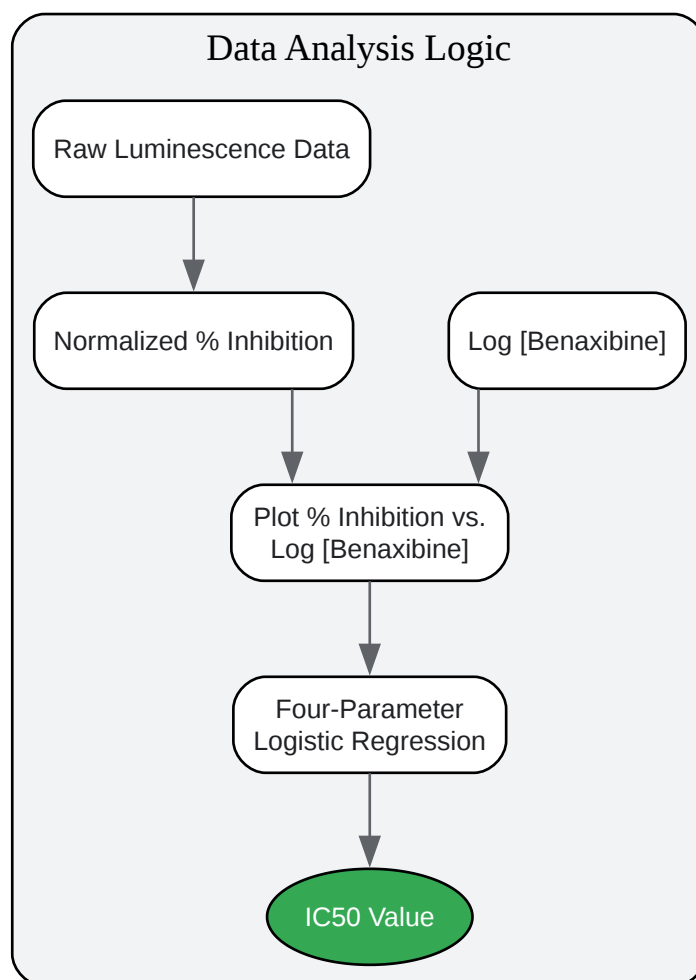 Data Analysis Logic
Raw Luminescence Data
Normalized % Inhibition
Log [Benaxibine]
Plot % Inhibition vs.
Log [Benaxibine]
Four-Parameter
Logistic Regression
IC50 Value